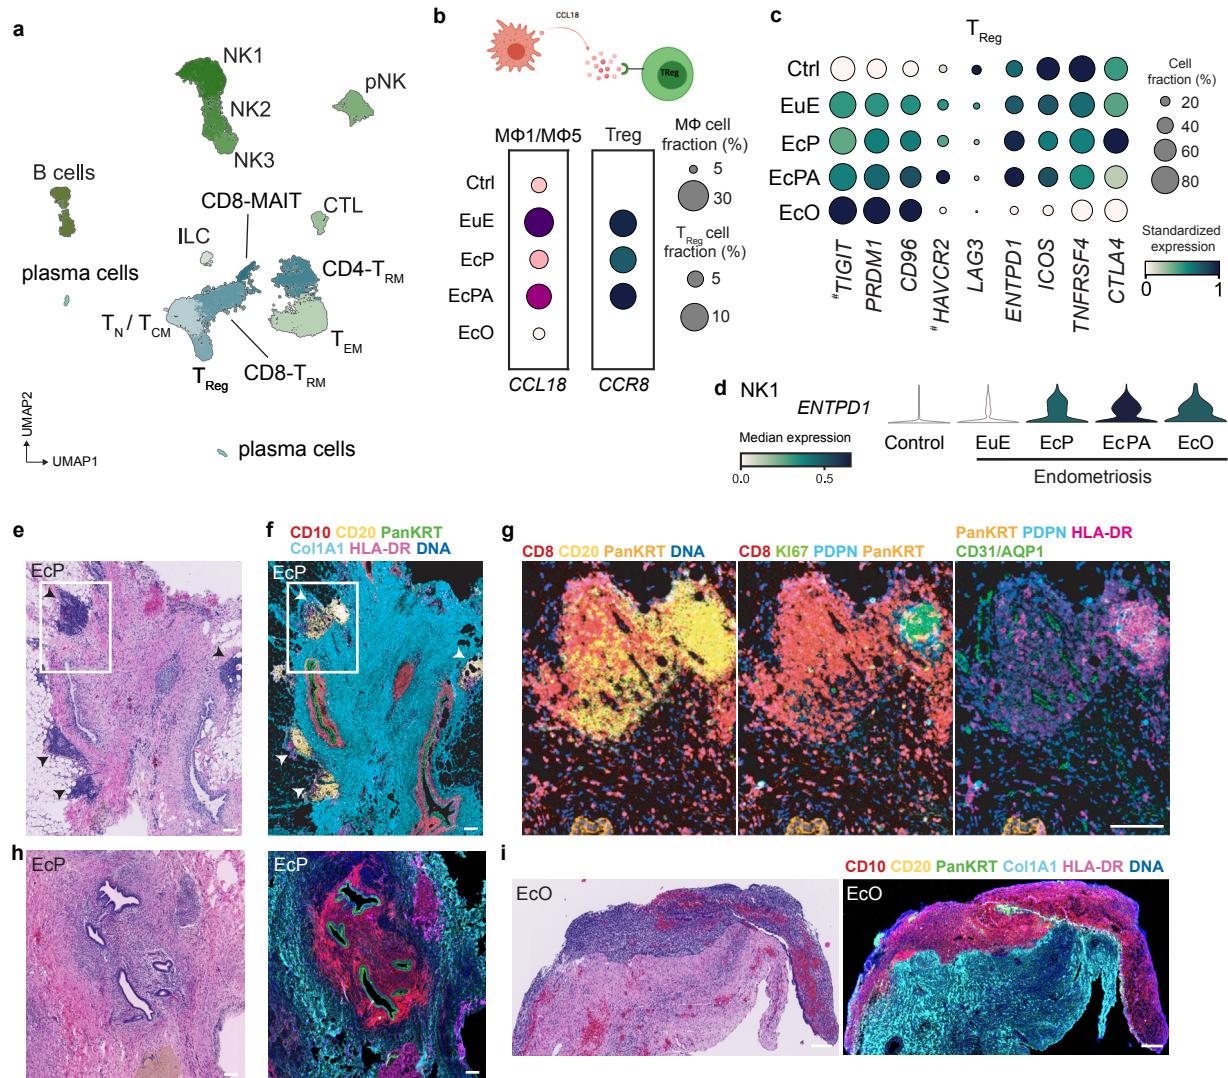 a
NK1
NK2
NK3
pNK
B cells
CD8-MAIT
CTL
ILC
CD4-TRM
plasma cells
TN / TCM
TEM
TReg
CD8-TRM
plasma cells
UMAP2
UMAP1
b
CCL18
TReg
MΦ1/MΦ5
Treg
MΦ cell
fraction (%)
Ctrl
5
EuE
30
EcP
TReg cell
fraction (%)
EcPA
5
EcO
10
CCL18
CCR8
c
TReg
Ctrl
EuE
EcP
EcPA
EcO
#TIGIT
PRDM1
CD96
#HAVCR2
LAG3
ENTPD1
ICOS
TNFRSF4
CTLA4
Cell
fraction (%)
20
40
60
80
Standardized
expression
0
1
d
NK1
ENTPD1
Median expression
0.0
0.5
Control
EuE
EcP
EcPA
EcO
Endometriosis
e
EcP
f
CD10 CD20 PanKRT
Col1A1 HLA-DR DNA
EcP
g
CD8 CD20 PanKRT DNA
CD8 KI67 PDPN PanKRT
PanKRT PDPN HLA-DR
CD31/AQP1
h
EcP
EcP
i
CD10 CD20 PanKRT Col1A1 HLA-DR DNA
EcO
EcO